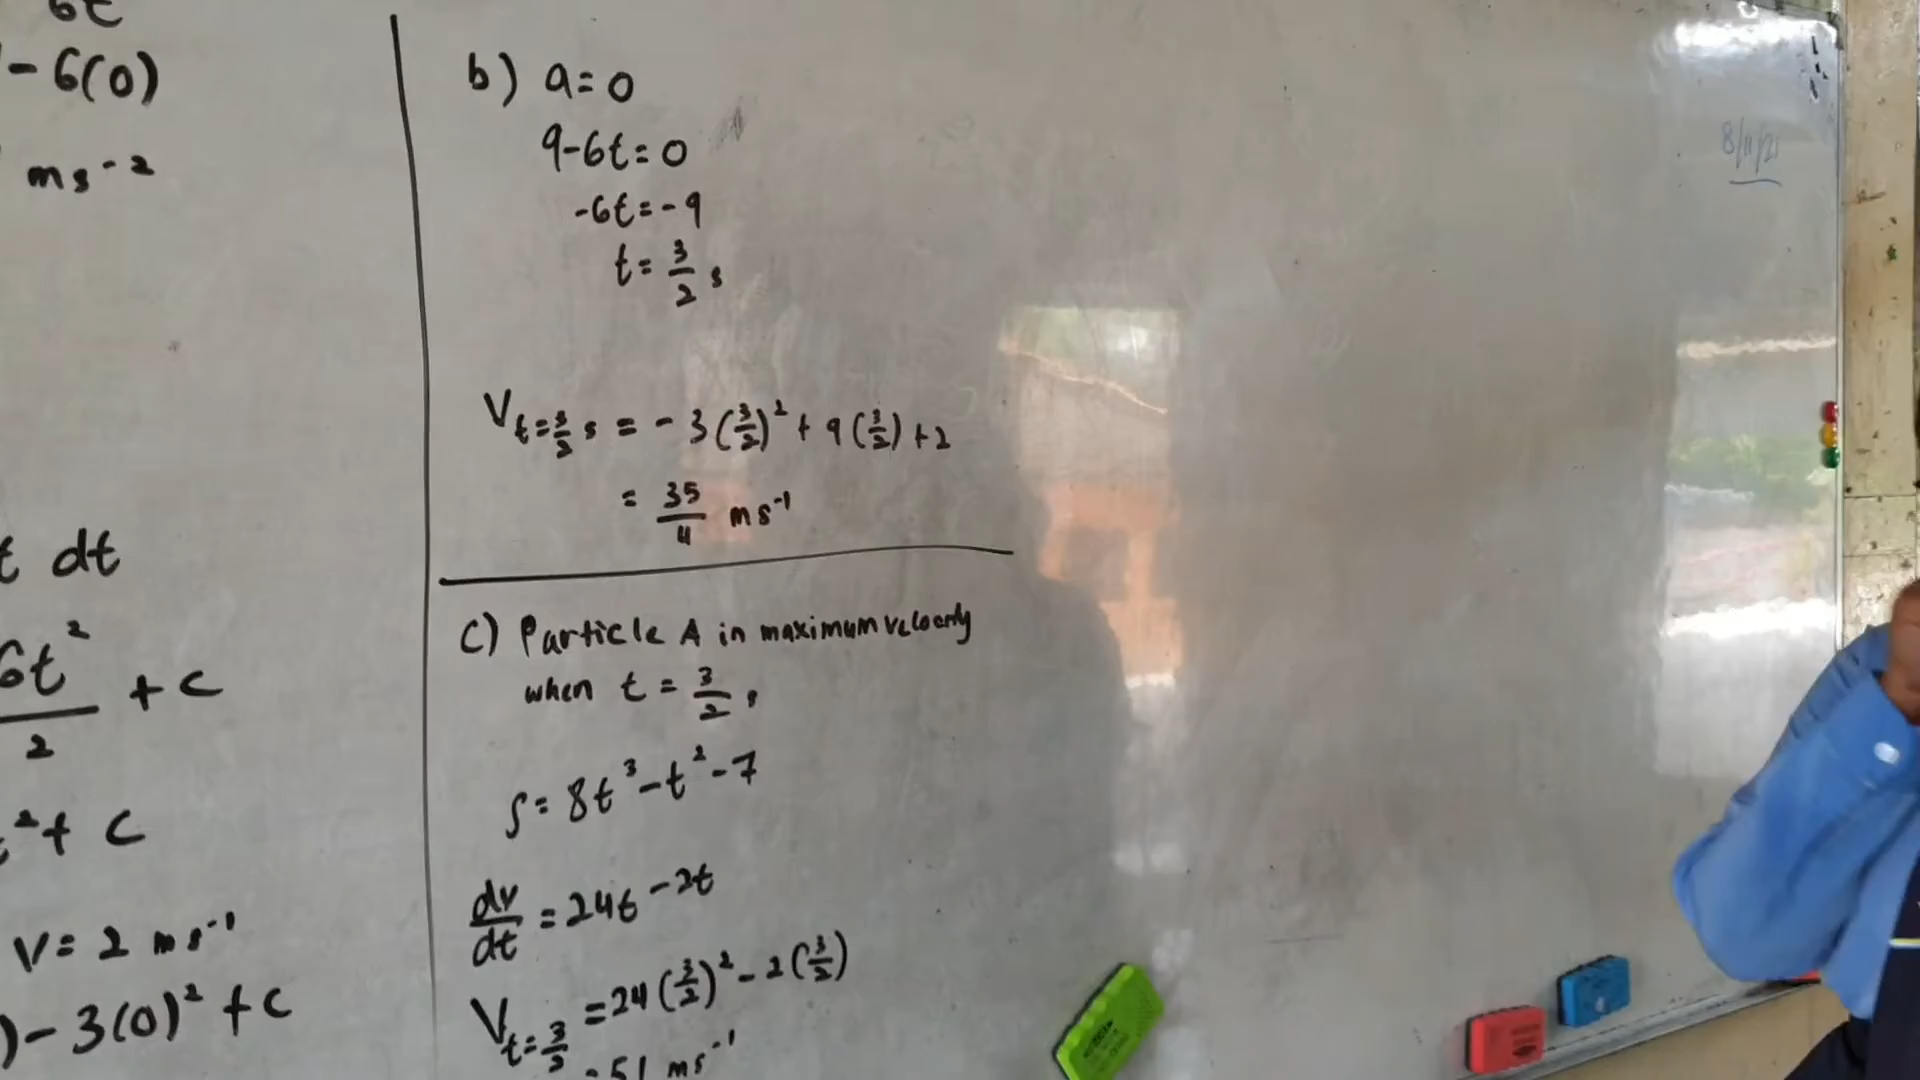 6t
- 6(0)
ms⁻²
t dt
6t²/2 + c
t² + c
V = 2 ms⁻¹
) - 3(0)² + c
b) a = 0
9 - 6t = 0
-6t = -9
t = 3/2 s
V t=3/2 s = - 3(3/2)² + 9(3/2) + 2
= 35/4 ms⁻¹
c) Particle A in maximum velocity
when t = 3/2 s
s = 8t³ - t² - 7
dv/dt = 24t - 2t
V t=3/2 = 24(3/2)² - 2(3/2)
= 51 ms⁻¹
8/11/21